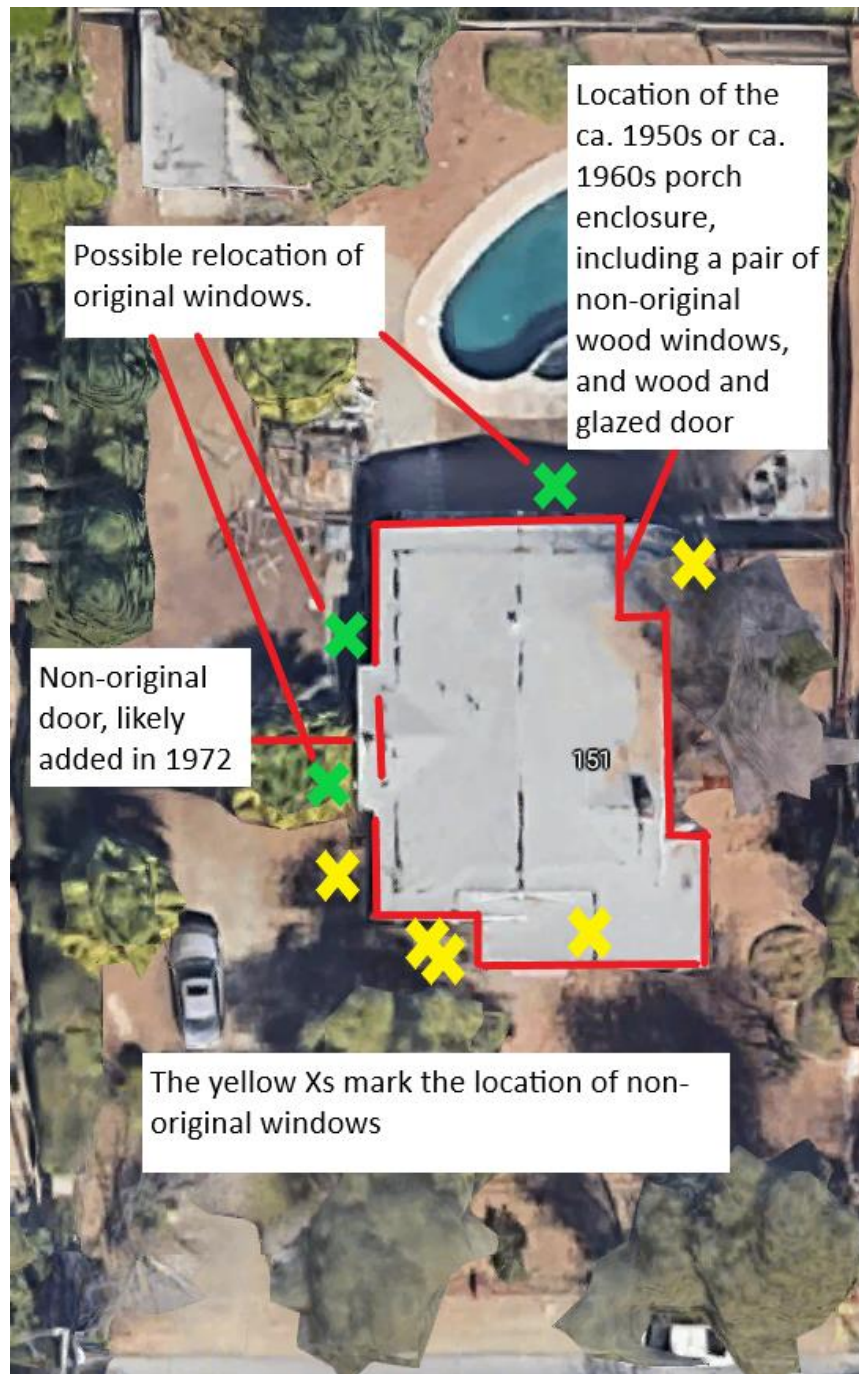 Location of the
ca. 1950s or ca.
1960s porch
enclosure,
including a pair of
non-original
wood windows,
and wood and
glazed door
Possible relocation of
original windows.
Non-original
door, likely
added in 1972
151
The yellow Xs mark the location of non-
original windows